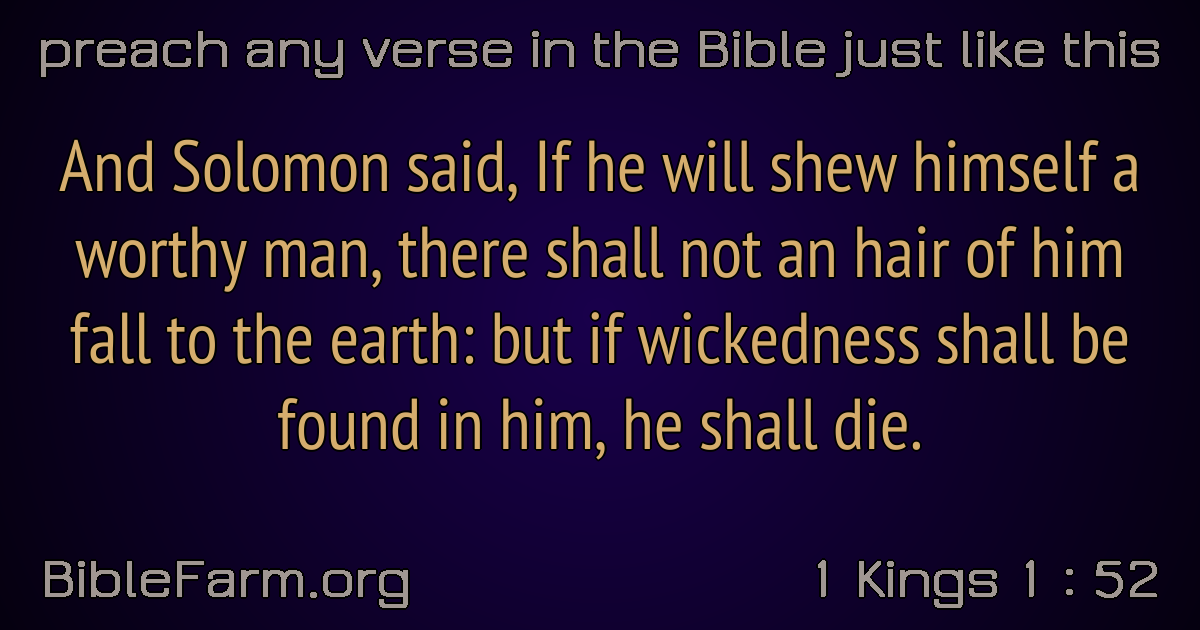 preach any verse in the Bible just like this
And Solomon said, If he will shew himself a
worthy man, there shall not an hair of him
fall to the earth: but if wickedness shall be
found in him, he shall die.
BibleFarm.org
1 Kings 1 : 52